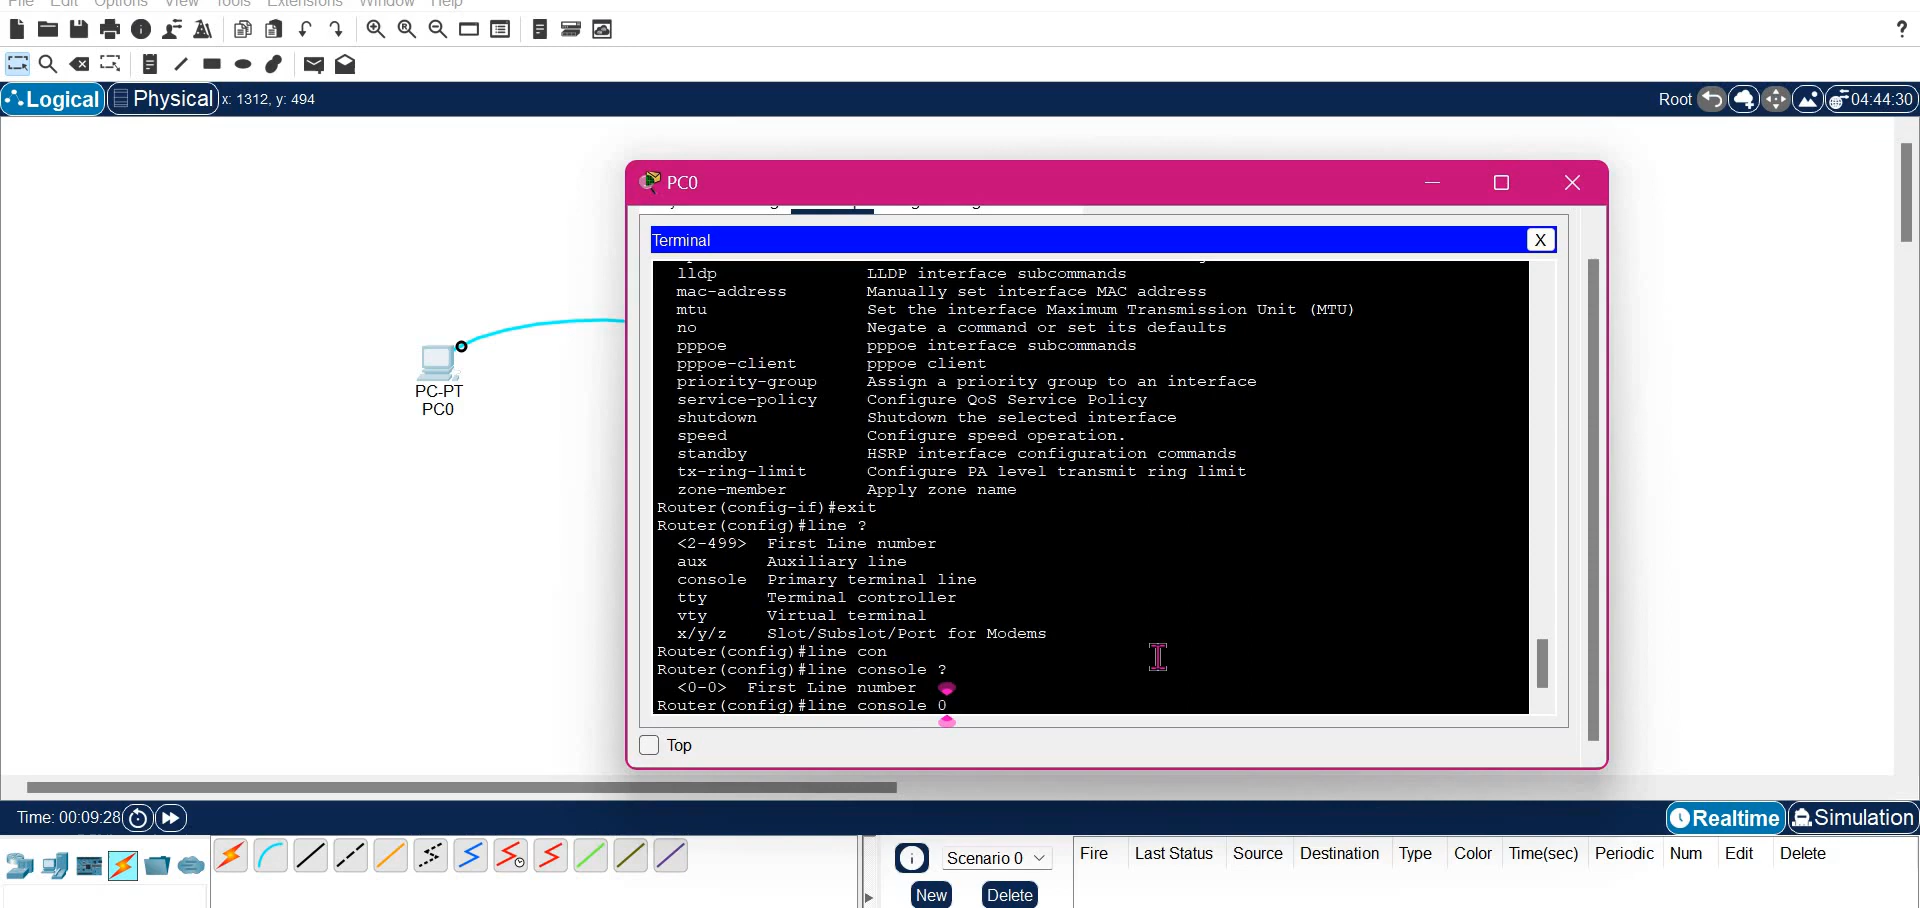 File Edit Options View Tools Extensions Window Help
?
Logical Physical x: 1312, y: 494
Root 04:44:30
PC0
Terminal X
lldp LLDP interface subcommands
mac-address Manually set interface MAC address
mtu Set the interface Maximum Transmission Unit (MTU)
no Negate a command or set its defaults
pppoe pppoe interface subcommands
pppoe-client pppoe client
priority-group Assign a priority group to an interface
service-policy Configure QoS Service Policy
shutdown Shutdown the selected interface
speed Configure speed operation.
standby HSRP interface configuration commands
tx-ring-limit Configure PA level transmit ring limit
zone-member Apply zone name
Router(config-if)#exit
Router(config)#line ?
<2-499> First Line number
aux Auxiliary line
console Primary terminal line
tty Terminal controller
vty Virtual terminal
x/y/z Slot/Subslot/Port for Modems
Router(config)#line con
Router(config)#line console ?
<0-0> First Line number
Router(config)#line console 0
Top
PC-PT
PC0
Time: 00:09:28
Realtime Simulation
Scenario 0
New Delete
Fire Last Status Source Destination Type Color Time(sec) Periodic Num Edit Delete